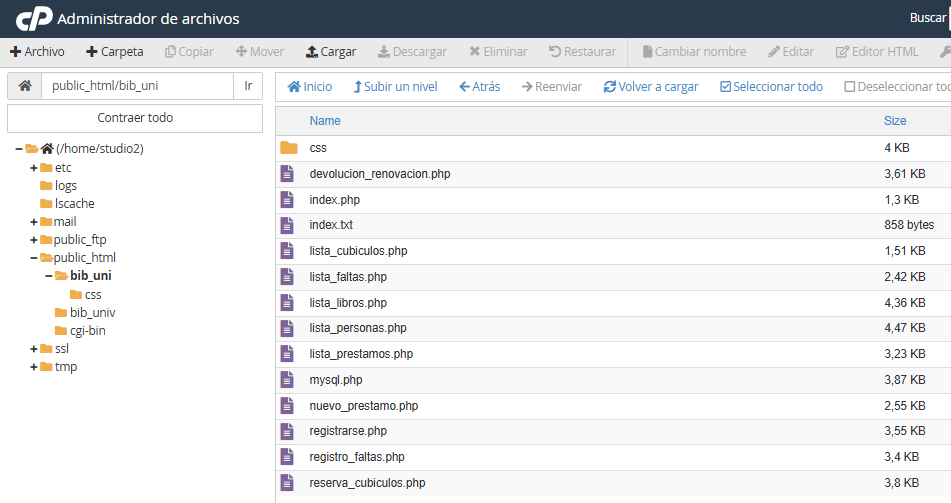 cP Administrador de archivos Buscar
Archivo Carpeta Copiar Mover Cargar Descargar Eliminar Restaurar Cambiar nombre Editar Editor HTML
public_html/bib_uni Ir
Contraer todo
(/home/studio2)
etc
logs
lscache
mail
public_ftp
public_html
bib_uni
css
bib_univ
cgi-bin
ssl
tmp
Inicio Subir un nivel Atrás Reenviar Volver a cargar Seleccionar todo Deseleccionar
Name Size
css 4 KB
devolucion_renovacion.php 3,61 KB
index.php 1,3 KB
index.txt 858 bytes
lista_cubiculos.php 1,51 KB
lista_faltas.php 2,42 KB
lista_libros.php 4,36 KB
lista_personas.php 4,47 KB
lista_prestamos.php 3,23 KB
mysql.php 3,87 KB
nuevo_prestamo.php 2,55 KB
registrarse.php 3,55 KB
registro_faltas.php 3,4 KB
reserva_cubiculos.php 3,8 KB